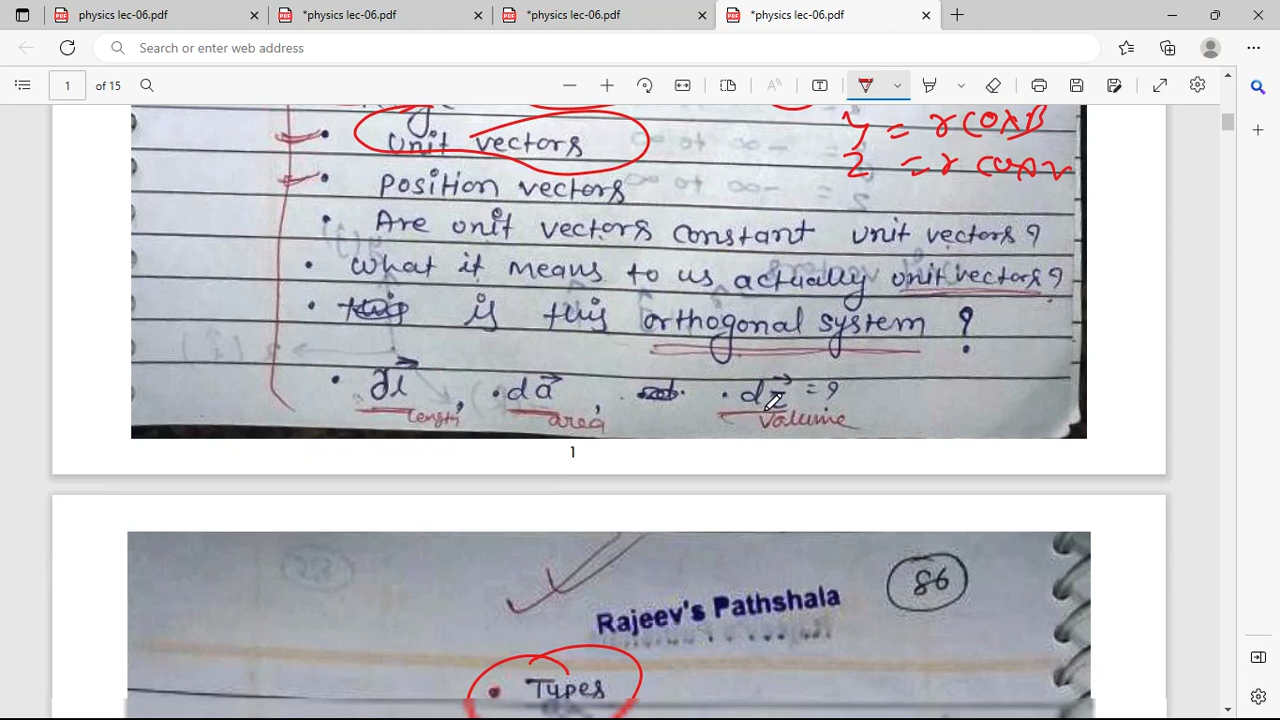 physics lec-06.pdf
*physics lec-06.pdf
*physics lec-06.pdf
*physics lec-06.pdf
Search or enter web address
1 of 15
y = r cosβ
Unit vectors
z = r cosγ
Position vectors
Are unit vectors constant unit vectors?
What it means to us actually unit vectors?
is this orthogonal system ?
dl, da, dτ = ?
length area volume
1
86
Rajeev's Pathshala
Types